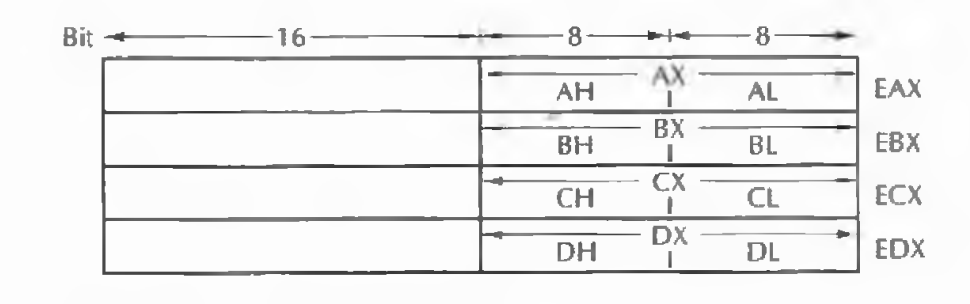 Bit 16 8 8
AX
AH AL EAX
BX
BH BL EBX
CX
CH CL ECX
DX
DH DL EDX